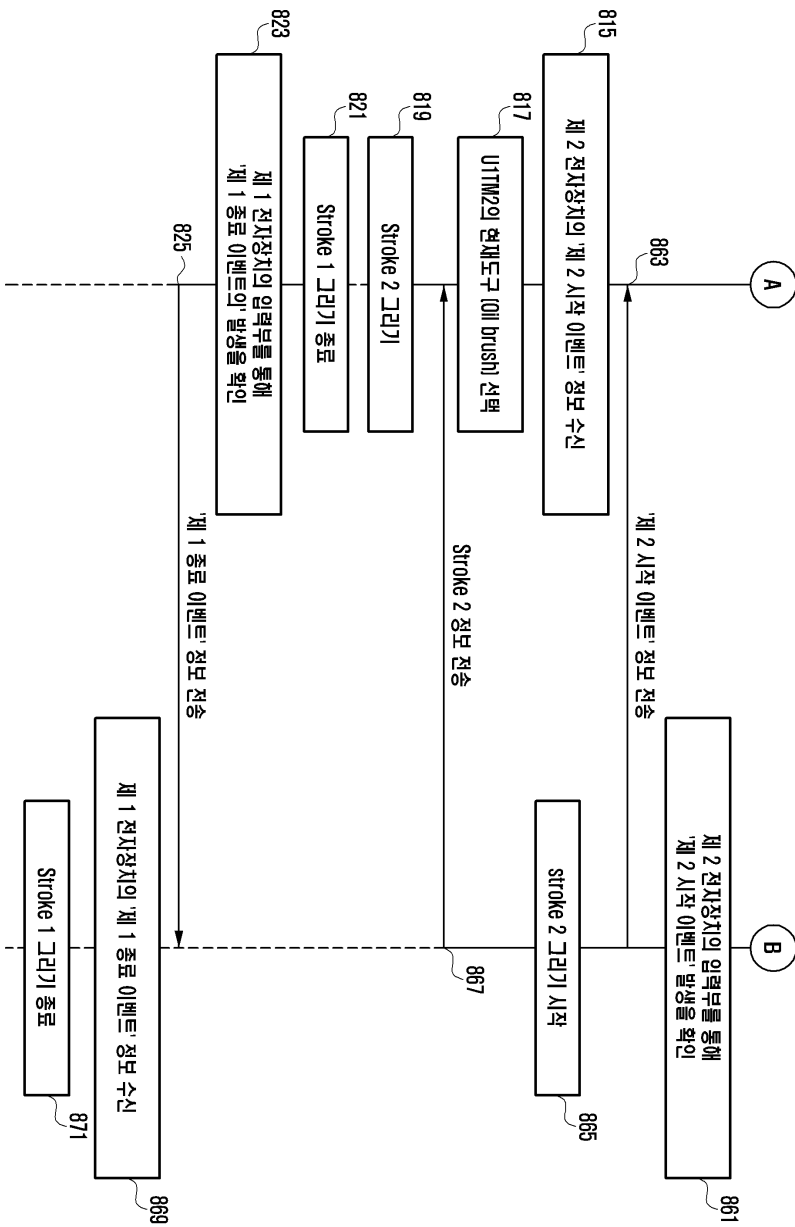 A
B
861
제 2 전자장치의 입력부를 통해
'제 2 시작 이벤트' 발생을 확인
863
'제 2 시작 이벤트' 정보 전송
815
제 2 전자장치의 '제 2 시작 이벤트' 정보 수신
865
stroke 2 그리기 시작
817
U1TM2의 현재도구 (Oil brush) 선택
867
Stroke 2 정보 전송
819
Stroke 2 그리기
821
Stroke 1 그리기 종료
823
제 1 전자장치의 입력부를 통해
'제 1 종료 이벤트의' 발생을 확인
825
'제 1 종료 이벤트' 정보 전송
869
제 1 전자장치의 '제 1 종료 이벤트' 정보 수신
871
Stroke 1 그리기 종료